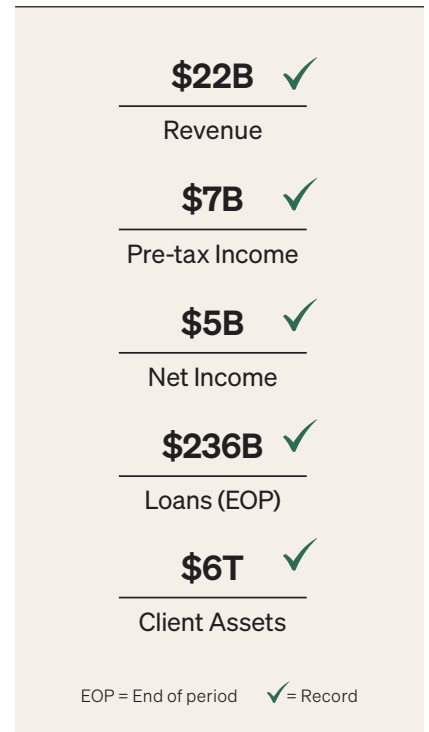 $22B ✓
Revenue
$7B ✓
Pre-tax Income
$5B ✓
Net Income
$236B ✓
Loans (EOP)
$6T ✓
Client Assets
EOP = End of period ✓= Record